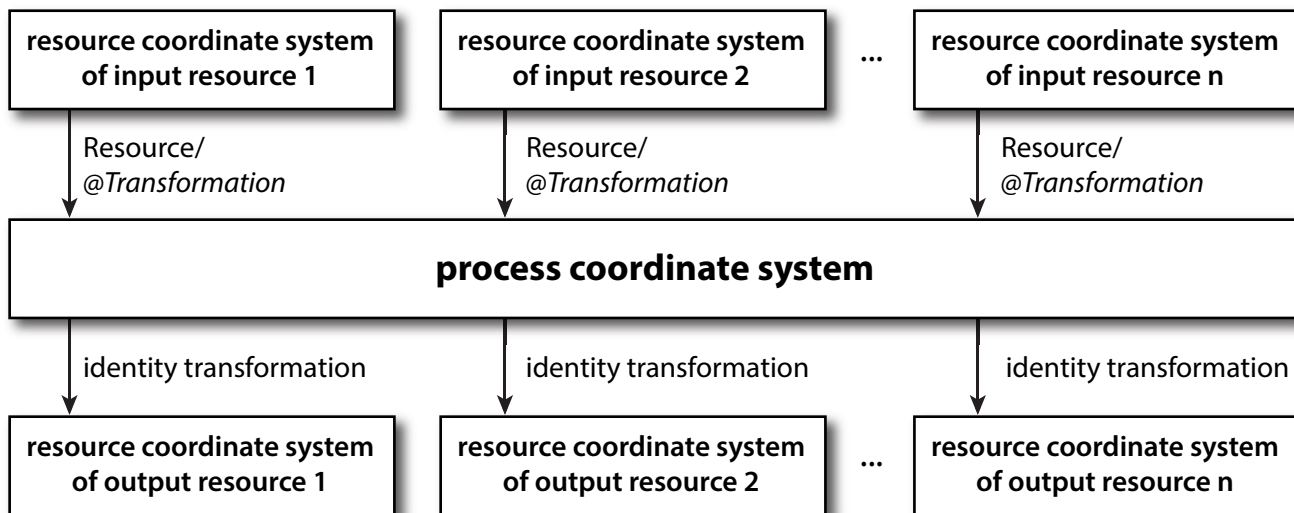 resource coordinate system
of input resource 1
resource coordinate system
of input resource 2
...
resource coordinate system
of input resource n
Resource/
@Transformation
Resource/
@Transformation
Resource/
@Transformation
process coordinate system
identity transformation
identity transformation
identity transformation
resource coordinate system
of output resource 1
resource coordinate system
of output resource 2
...
resource coordinate system
of output resource n